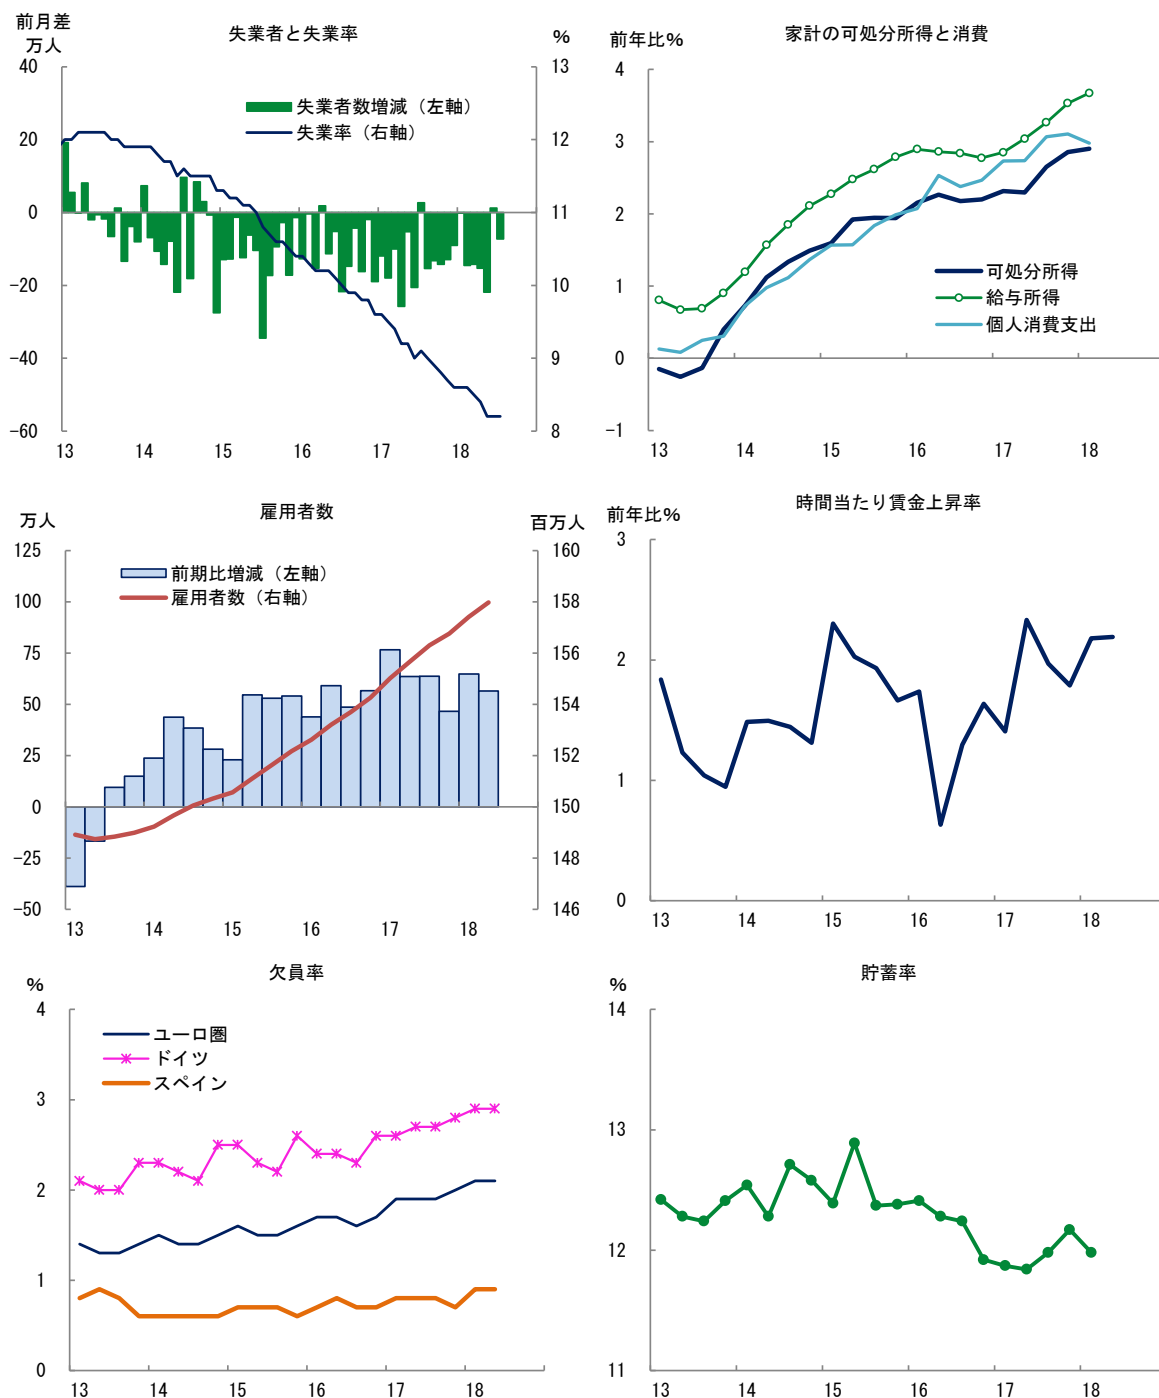 失業者と失業率
前月差
万人
%
40
20
0
−20
−40
−60
13
12
11
10
9
8
失業者数増減（左軸）
失業率（右軸）
13 14 15 16 17 18
家計の可処分所得と消費
前年比%
4
3
2
1
0
−1
可処分所得
給与所得
個人消費支出
13 14 15 16 17 18
雇用者数
万人
百万人
125
100
75
50
25
0
−25
−50
160
158
156
154
152
150
148
146
前期比増減（左軸）
雇用者数（右軸）
13 14 15 16 17 18
時間当たり賃金上昇率
前年比%
3
2
1
0
13 14 15 16 17 18
欠員率
%
4
3
2
1
0
ユーロ圏
ドイツ
スペイン
13 14 15 16 17 18
貯蓄率
%
14
13
12
11
13 14 15 16 17 18